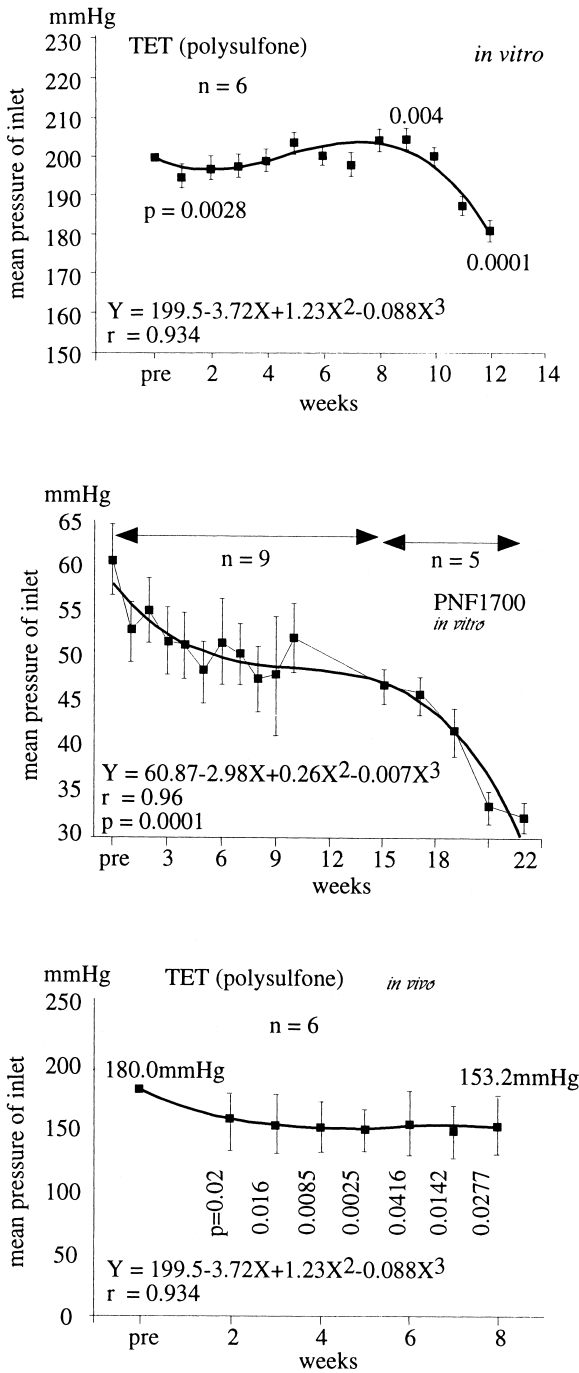 mmHg
230
220
210
200
190
180
170
160
150
mean pressure of inlet
TET (polysulfone)
in vitro
n = 6
0.004
p = 0.0028
0.0001
Y = 199.5-3.72X+1.23X2-0.088X3
r = 0.934
pre 2 4 6 8 10 12 14
weeks
mmHg
65
60
55
50
45
40
35
30
mean pressure of inlet
n = 9
n = 5
PNF1700
in vitro
Y = 60.87-2.98X+0.26X2-0.007X3
r = 0.96
p = 0.0001
pre 3 6 9 12 15 18 22
weeks
mmHg
250
200
150
100
50
0
mean pressure of inlet
TET (polysulfone)
in vivo
n = 6
180.0mmHg
153.2mmHg
p=0.02
0.016
0.0085
0.0025
0.0416
0.0142
0.0277
Y = 199.5-3.72X+1.23X2-0.088X3
r = 0.934
pre 2 4 6 8
weeks